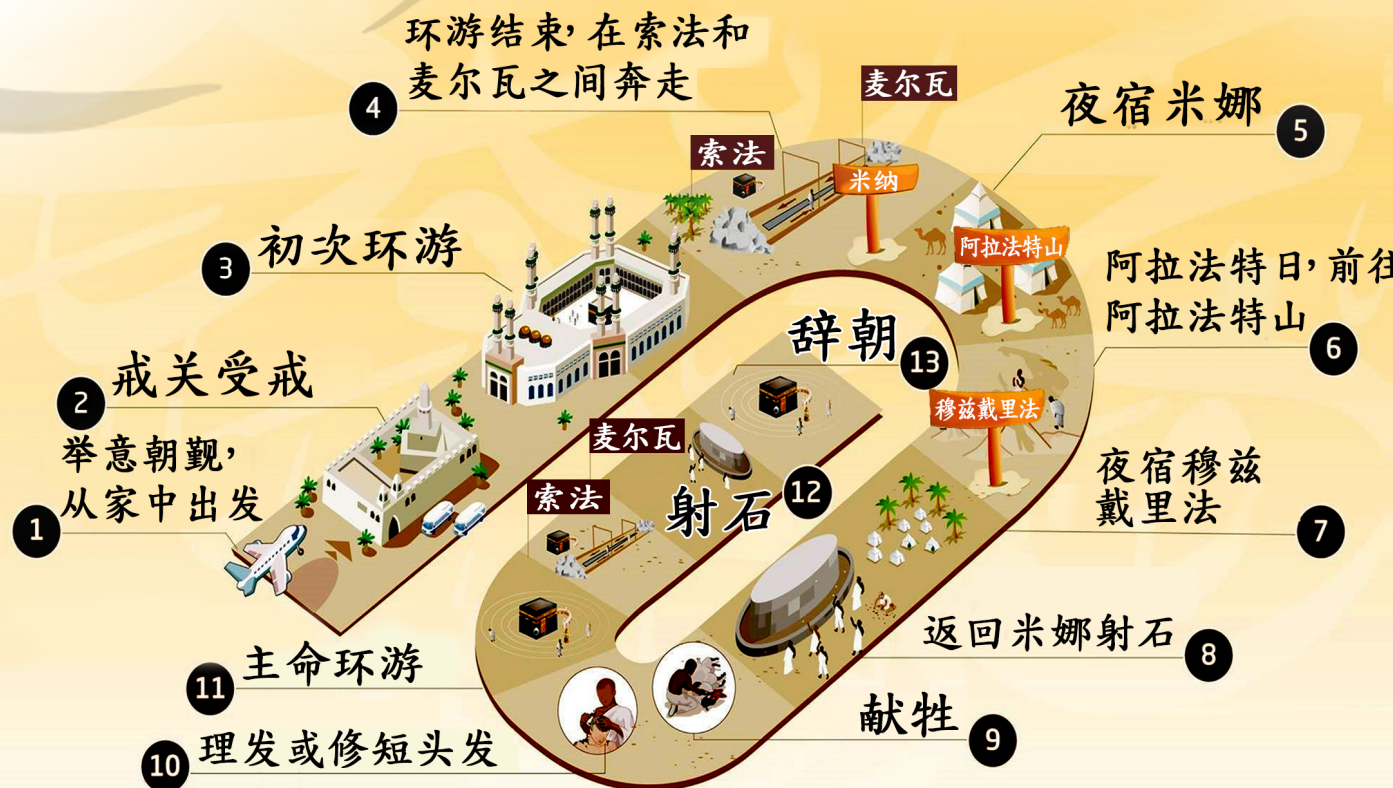 1
举意朝觐，
从家中出发
2
戒关受戒
3
初次环游
4
环游结束，在索法和
麦尔瓦之间奔走
索法
麦尔瓦
米纳
5
夜宿米娜
阿拉法特山
6
阿拉法特日，前往
阿拉法特山
穆兹戴里法
7
夜宿穆兹
戴里法
8
返回米娜射石
9
献牲
10
理发或修短头发
11
主命环游
索法
麦尔瓦
12
射石
13
辞朝